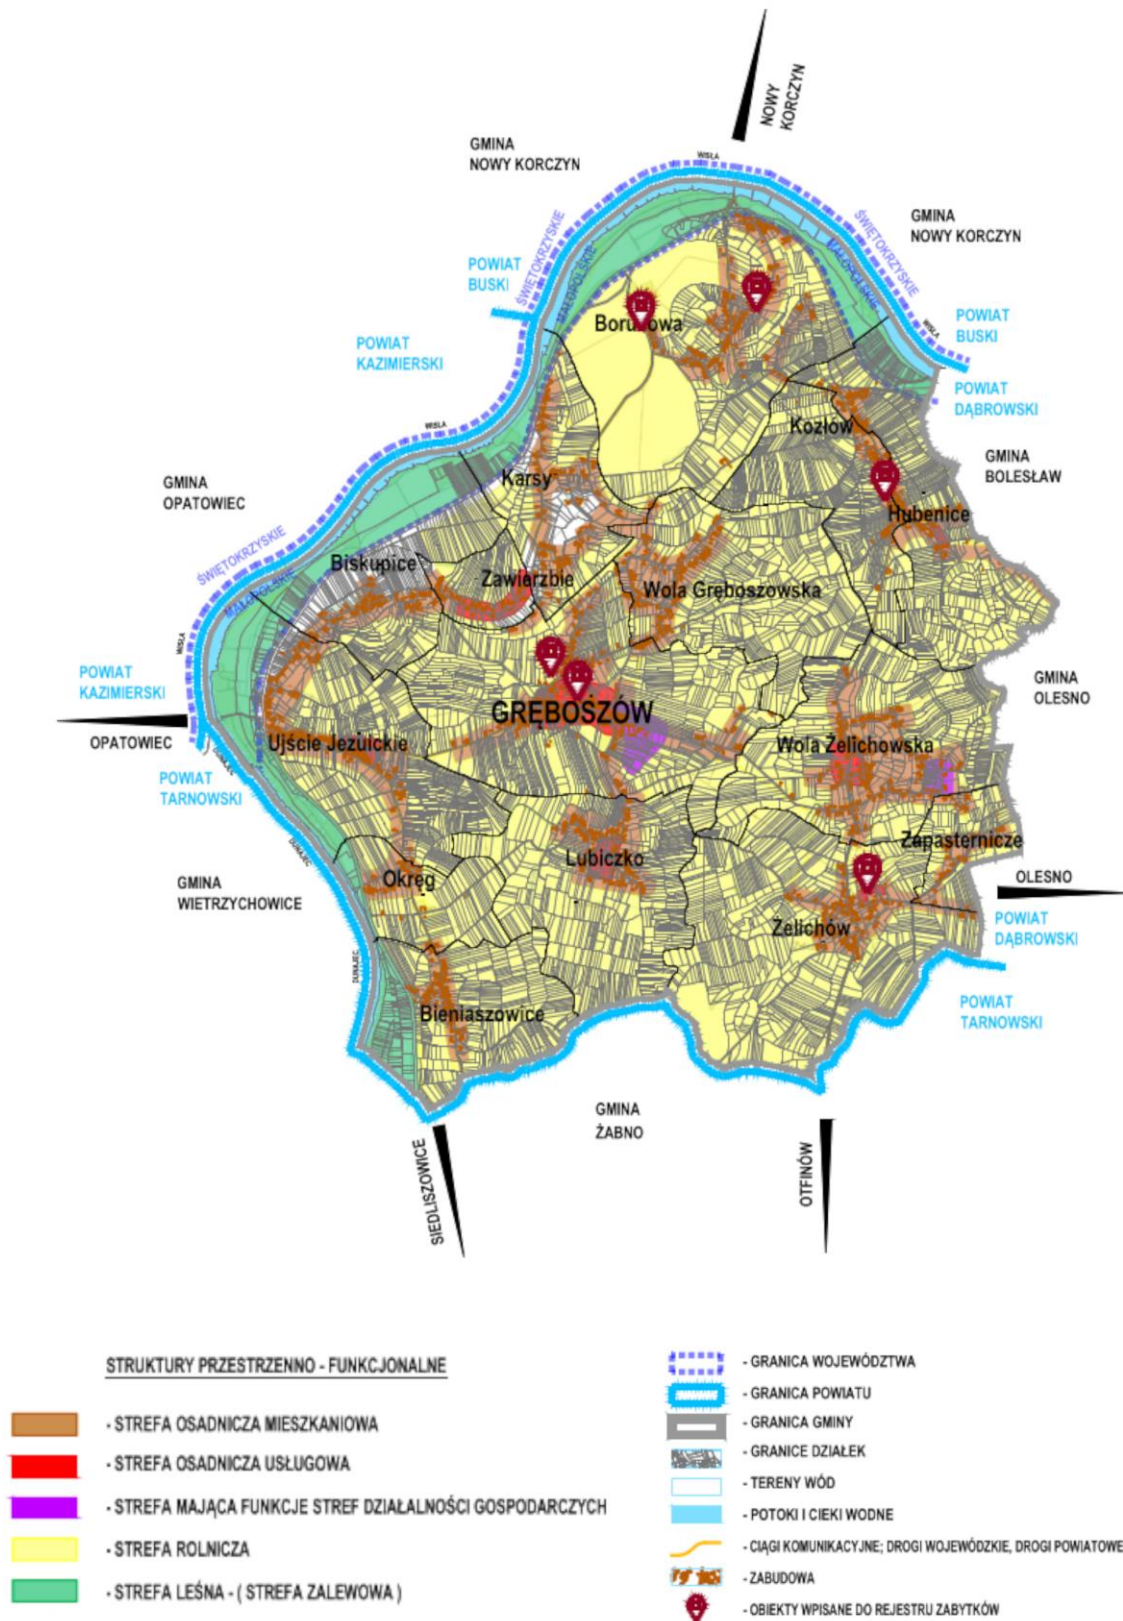 NOWY
KORCZYN
GMINA
NOWY KORCZYN
WISŁA
GMINA
NOWY KORCZYN
ŚWIĘTOKRZYSKIE
ŚWIĘTOKRZYSKIE
MAŁOPOLSKIE
MAŁOPOLSKIE
POWIAT
BUSKI
WISŁA
POWIAT
BUSKI
POWIAT
KAZIMIERSKI
POWIAT
DĄBROWSKI
Kozłów
WISŁA
GMINA
BOLESŁAW
Karsy
GMINA
OPATOWIEC
Hubenice
ŚWIĘTOKRZYSKIE
MAŁOPOLSKIE
Biskupice
Zawierzbie
Wola Gręboszowska
WISŁA
POWIAT
KAZIMIERSKI
GMINA
OLESNO
GRĘBOSZÓW
OPATOWIEC
Ujście Jezuickie
Wola Żelichowska
DUNAJEC
POWIAT
TARNOWSKI
DUNAJEC
Lubiczko
Zapasternicze
GMINA
WIETRZYCHOWICE
Okręg
OLESNO
Żelichów
POWIAT
DĄBROWSKI
DUNAJEC
Bieniaszowice
POWIAT
TARNOWSKI
GMINA
ŻABNO
SIEDLISZOWICE
OTFINÓW
STRUKTURY PRZESTRZENNO - FUNKCJONALNE
- STREFA OSADNICZA MIESZKANIOWA
- STREFA OSADNICZA USŁUGOWA
- STREFA MAJĄCA FUNKCJE STREF DZIAŁALNOŚCI GOSPODARCZYCH
- STREFA ROLNICZA
- STREFA LEŚNA - ( STREFA ZALEWOWA )
- GRANICA WOJEWÓDZTWA
- GRANICA POWIATU
- GRANICA GMINY
- GRANICE DZIAŁEK
- TERENY WÓD
- POTOKI I CIEKI WODNE
- CIĄGI KOMUNIKACYJNE; DROGI WOJEWÓDZKIE, DROGI POWIATOWE
- ZABUDOWA
- OBIEKTY WPISANE DO REJESTRU ZABYTKÓW